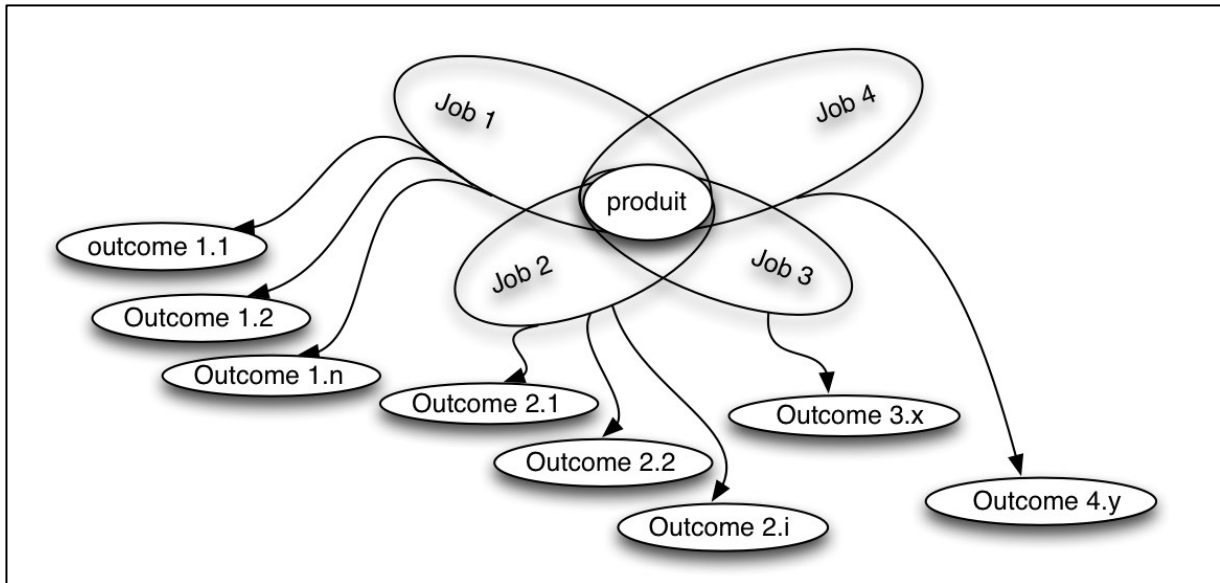 Job 1
Job 4
produit
Job 2
Job 3
outcome 1.1
Outcome 1.2
Outcome 1.n
Outcome 2.1
Outcome 3.x
Outcome 2.2
Outcome 4.y
Outcome 2.i